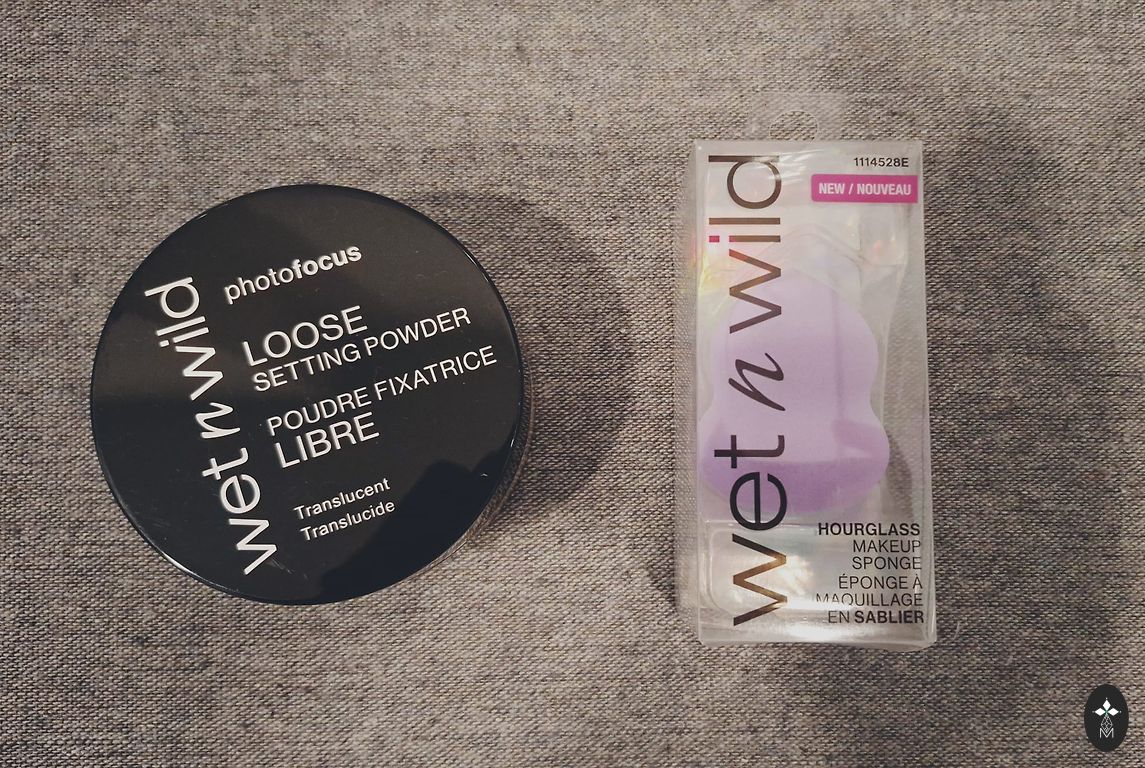 wet n wild
photofocus
LOOSE
SETTING POWDER
POUDRE FIXATRICE
LIBRE
Translucent
Translucide
wet n wild
1114528E
NEW / NOUVEAU
HOURGLASS
MAKEUP
SPONGE
ÉPONGE À
MAQUILLAGE
EN SABLIER